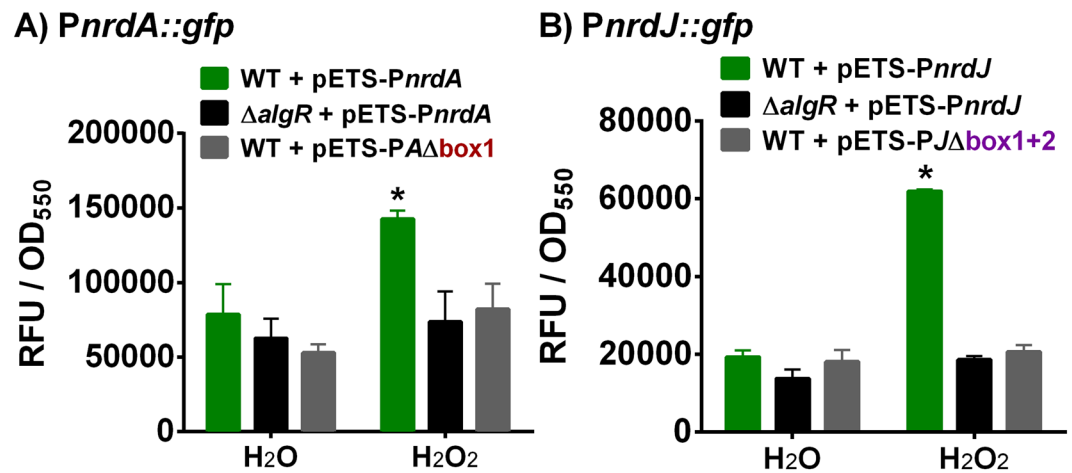 A) PnrdA::gfp
WT + pETS-PnrdA
ΔalgR + pETS-PnrdA
WT + pETS-PAΔbox1
RFU / OD550
200000
150000
100000
50000
0
*
H2O
H2O2
B) PnrdJ::gfp
WT + pETS-PnrdJ
ΔalgR + pETS-PnrdJ
WT + pETS-PJΔbox1+2
RFU / OD550
80000
60000
40000
20000
0
*
H2O
H2O2